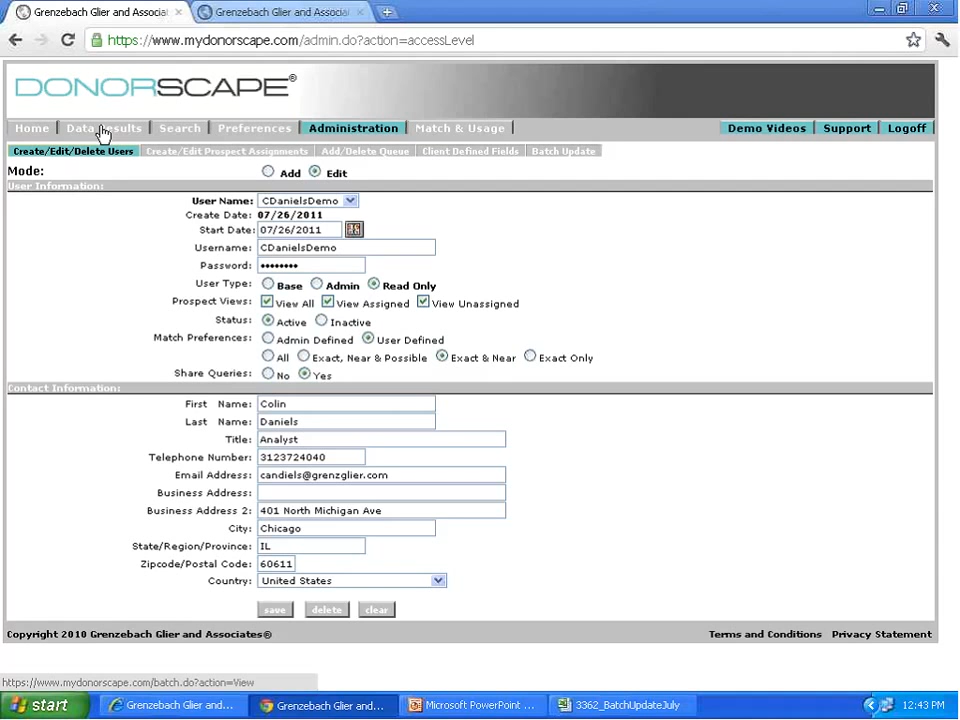 Grenzebach Glier and Associat
Grenzebach Glier and Associat
https://www.mydonorscape.com/admin.do?action=accessLevel
DONORSCAPE®
Home Data Results Search Preferences Administration Match & Usage Demo Videos Support Logoff
Create/Edit/Delete Users Create/Edit Prospect Assignments Add/Delete Queue Client Defined Fields Batch Update
Mode: Add Edit
User Information:
User Name: CDanielsDemo
Create Date: 07/26/2011
Start Date: 07/26/2011
Username: CDanielsDemo
Password: ••••••••
User Type: Base Admin Read Only
Prospect Views: View All View Assigned View Unassigned
Status: Active Inactive
Match Preferences: Admin Defined User Defined
All Exact, Near & Possible Exact & Near Exact Only
Share Queries: No Yes
Contact Information:
First Name: Colin
Last Name: Daniels
Title: Analyst
Telephone Number: 3123724040
Email Address: candiels@grenzglier.com
Business Address:
Business Address 2: 401 North Michigan Ave
City: Chicago
State/Region/Province: IL
Zipcode/Postal Code: 60611
Country: United States
save delete clear
Copyright 2010 Grenzebach Glier and Associates® Terms and Conditions Privacy Statement
https://www.mydonorscape.com/batch.do?action=View
start Grenzebach Glier and... Grenzebach Glier and... Microsoft PowerPoint ... 3362_BatchUpdateJuly 12:43 PM